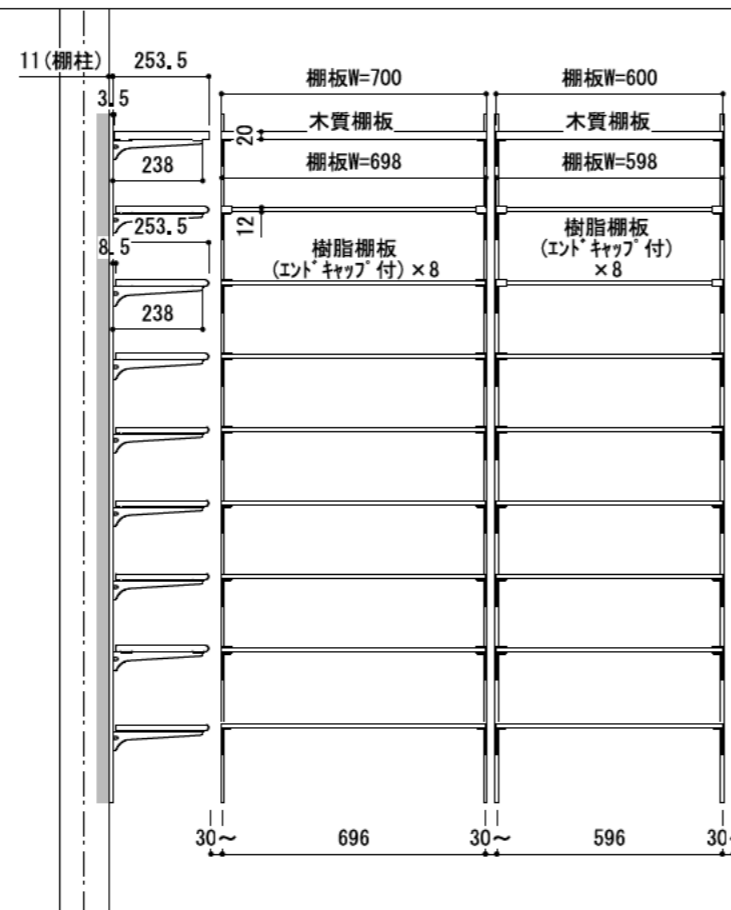 11(棚柱)
253.5
棚板W=700
棚板W=600
3.5
木質棚板
木質棚板
20
238
棚板W=698
棚板W=598
253.5
12
8.5
樹脂棚板
(ｴﾝﾄﾞｷｬｯﾌﾟ付)×8
樹脂棚板
(ｴﾝﾄﾞｷｬｯﾌﾟ付)
×8
238
30～
696
30～
596
30～